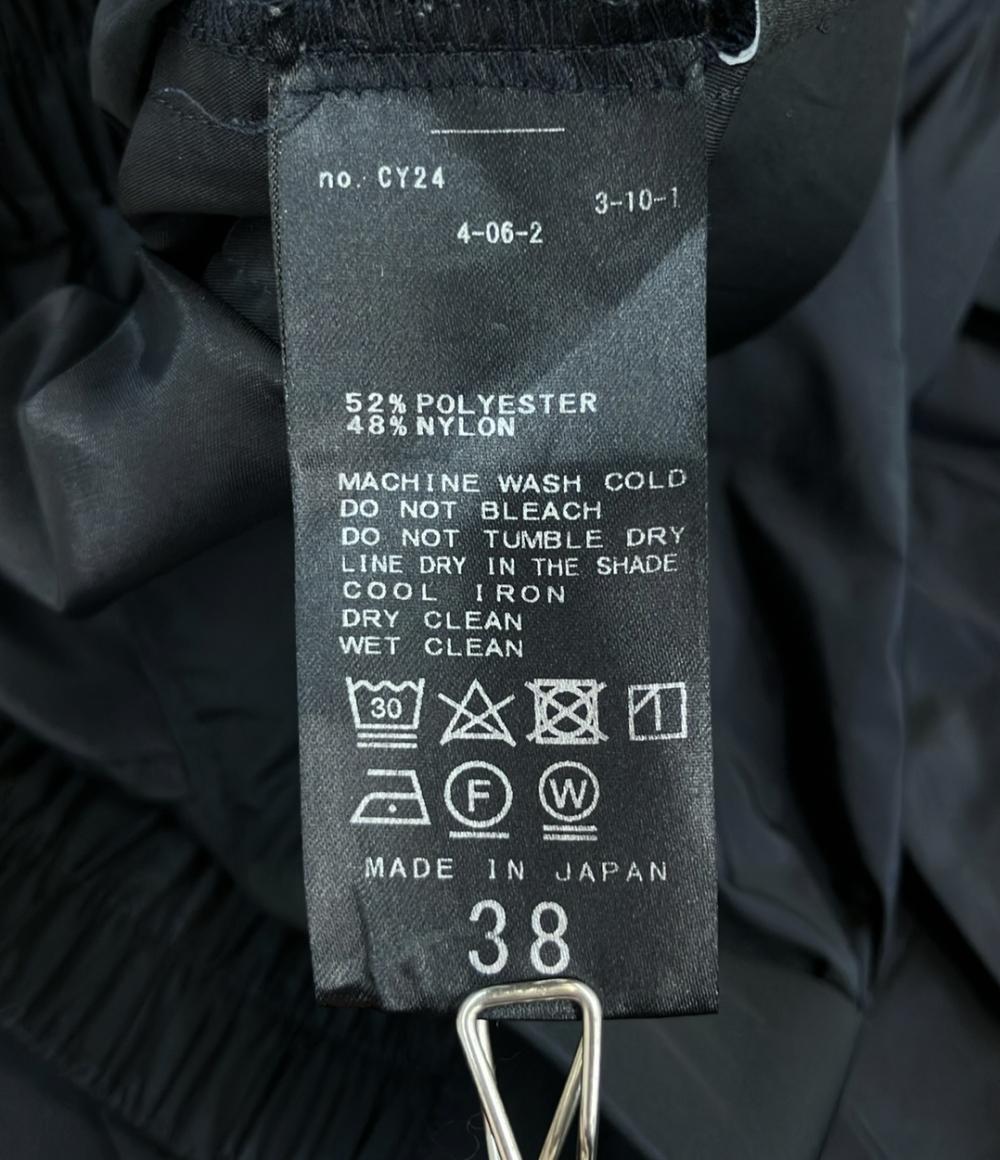 no. CY24
3-10-1
4-06-2
52% POLYESTER
48% NYLON
MACHINE WASH COLD
DO NOT BLEACH
DO NOT TUMBLE DRY
LINE DRY IN THE SHADE
COOL IRON
DRY CLEAN
WET CLEAN
30
F W
MADE IN JAPAN
38